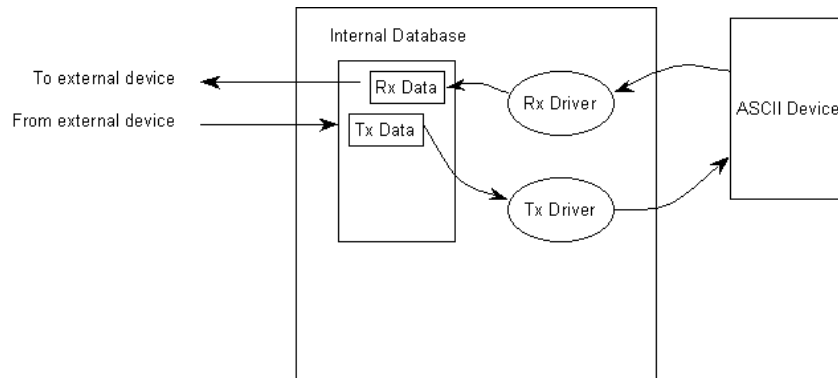 Internal Database
To external device
Rx Data
Rx Driver
ASCII Device
From external device
Tx Data
Tx Driver